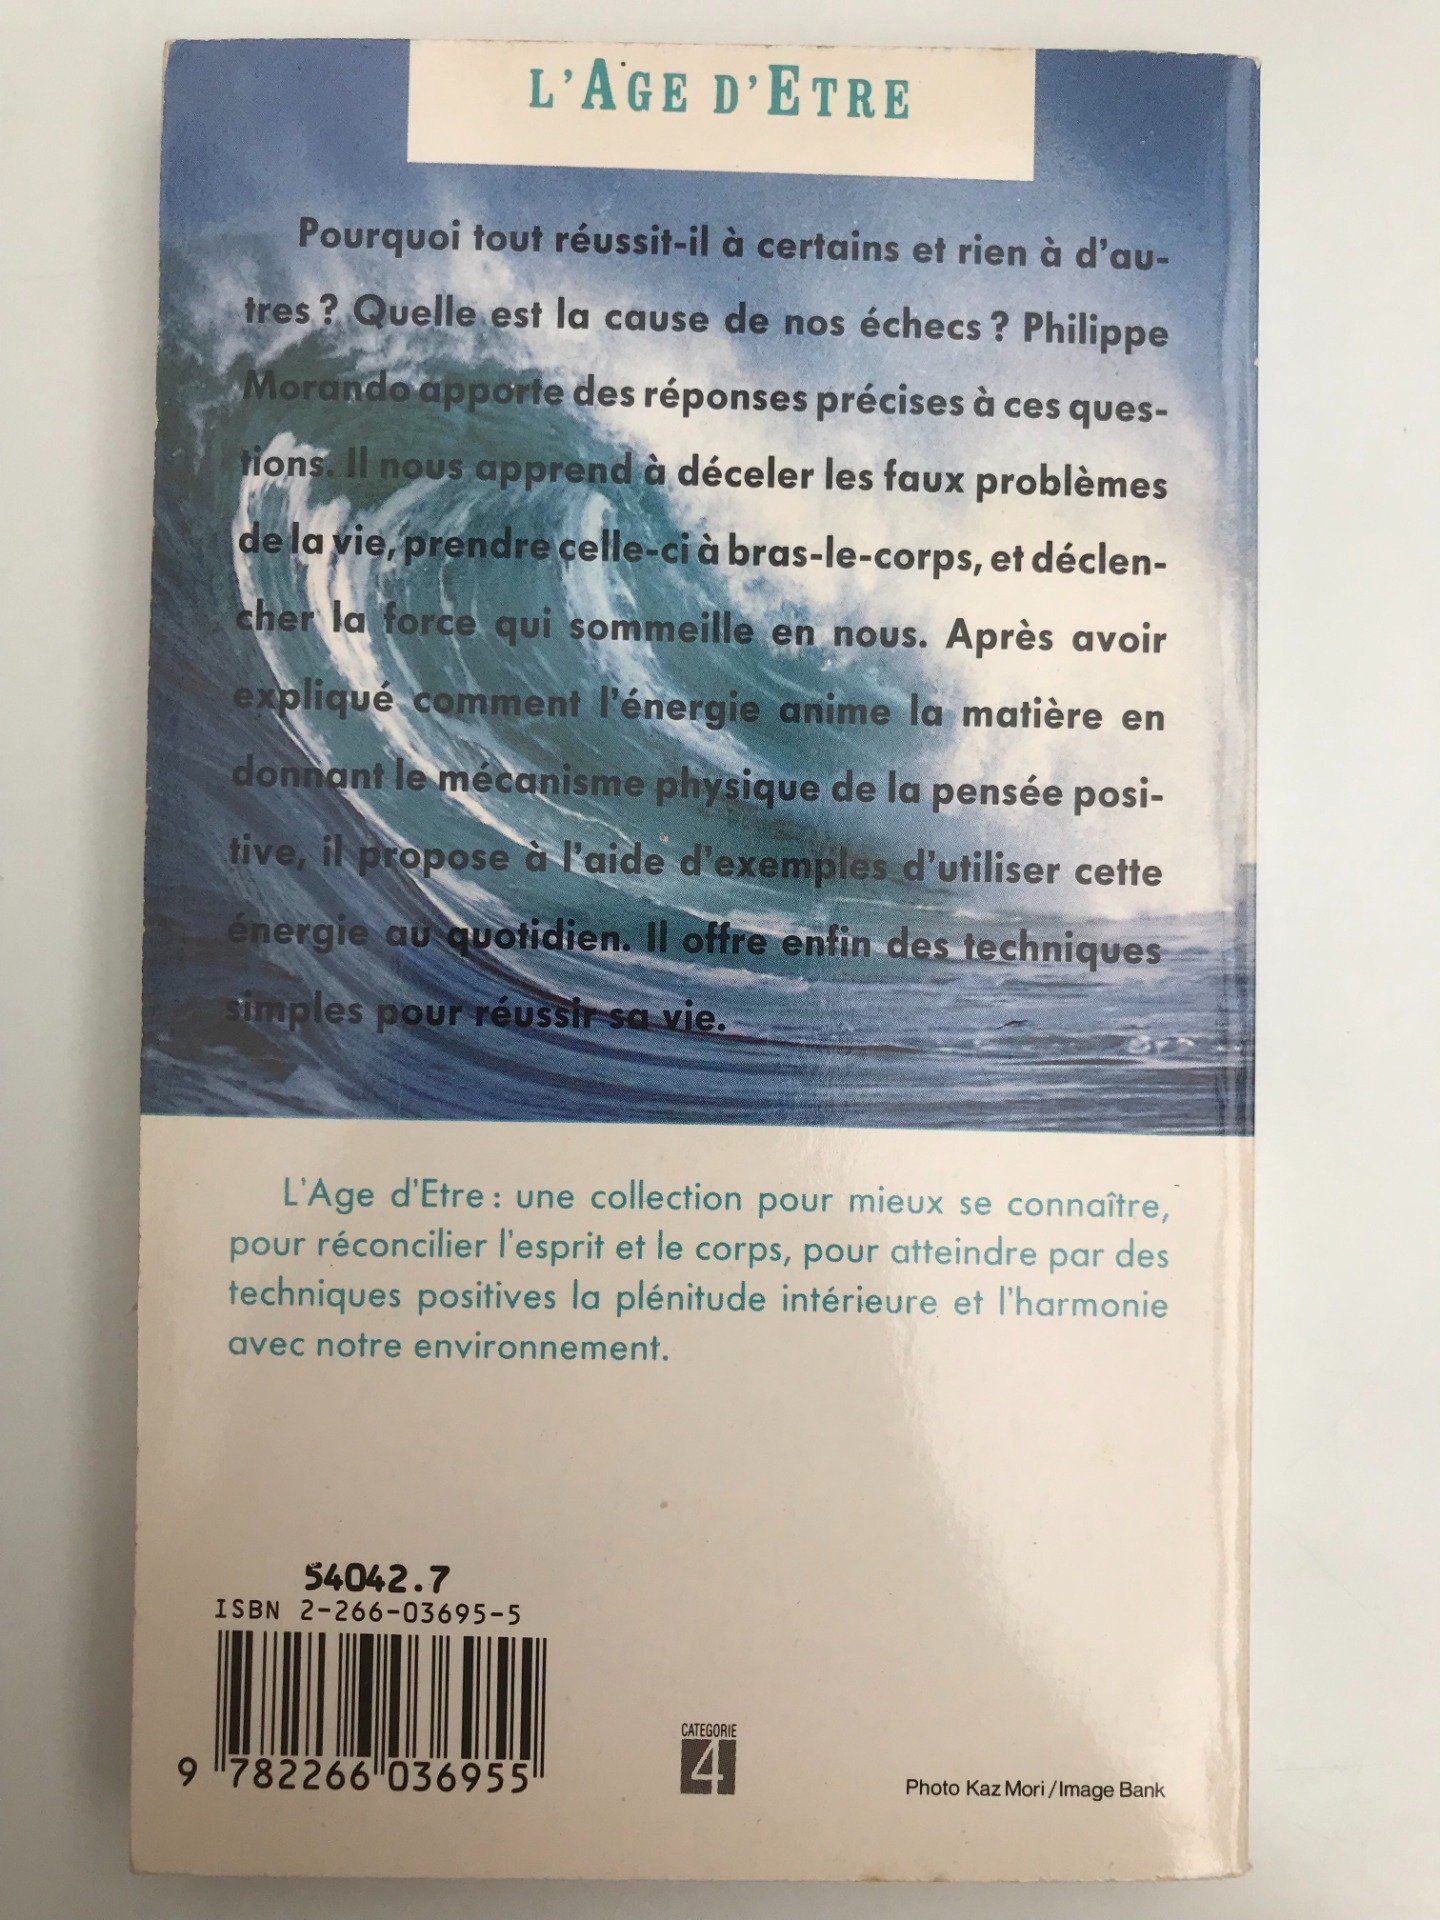 L'AGE D'ETRE
Pourquoi tout réussit-il à certains et rien à d'au-
tres ? Quelle est la cause de nos échecs ? Philippe
Morando apporte des réponses précises à ces ques-
tions. Il nous apprend à déceler les faux problèmes
de la vie, prendre celle-ci à bras-le-corps, et déclen-
cher la force qui sommeille en nous. Après avoir
expliqué comment l'énergie anime la matière en
donnant le mécanisme physique de la pensée posi-
tive, il propose à l'aide d'exemples d'utiliser cette
énergie au quotidien. Il offre enfin des techniques
simples pour réussir sa vie.
L'Age d'Etre : une collection pour mieux se connaître,
pour réconcilier l'esprit et le corps, pour atteindre par des
techniques positives la plénitude intérieure et l'harmonie
avec notre environnement.
54042.7
ISBN 2-266-03695-5
9 782266 036955
CATEGORIE
4
Photo Kaz Mori / Image Bank